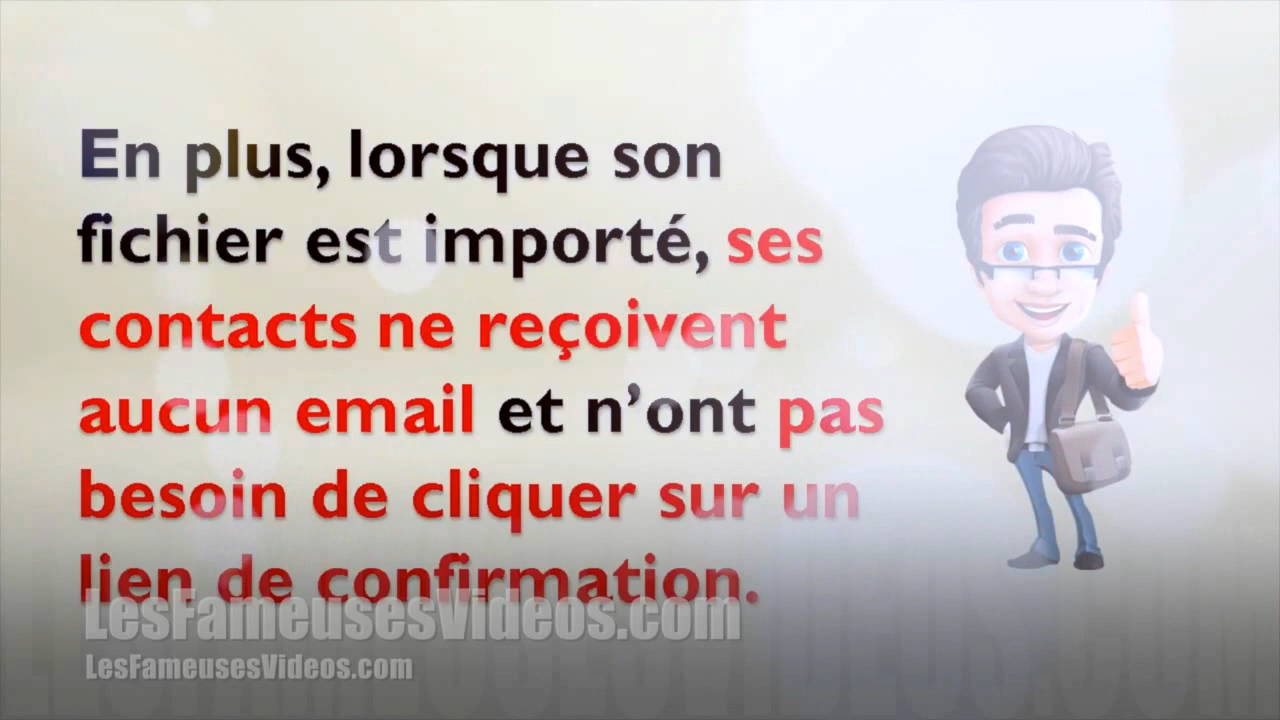 En plus, lorsque son
fichier est importé, ses
contacts ne reçoivent
aucun email et n’ont pas
besoin de cliquer sur un
lien de confirmation.
LesFameusesVideos.com
LesFameusesVideos.com